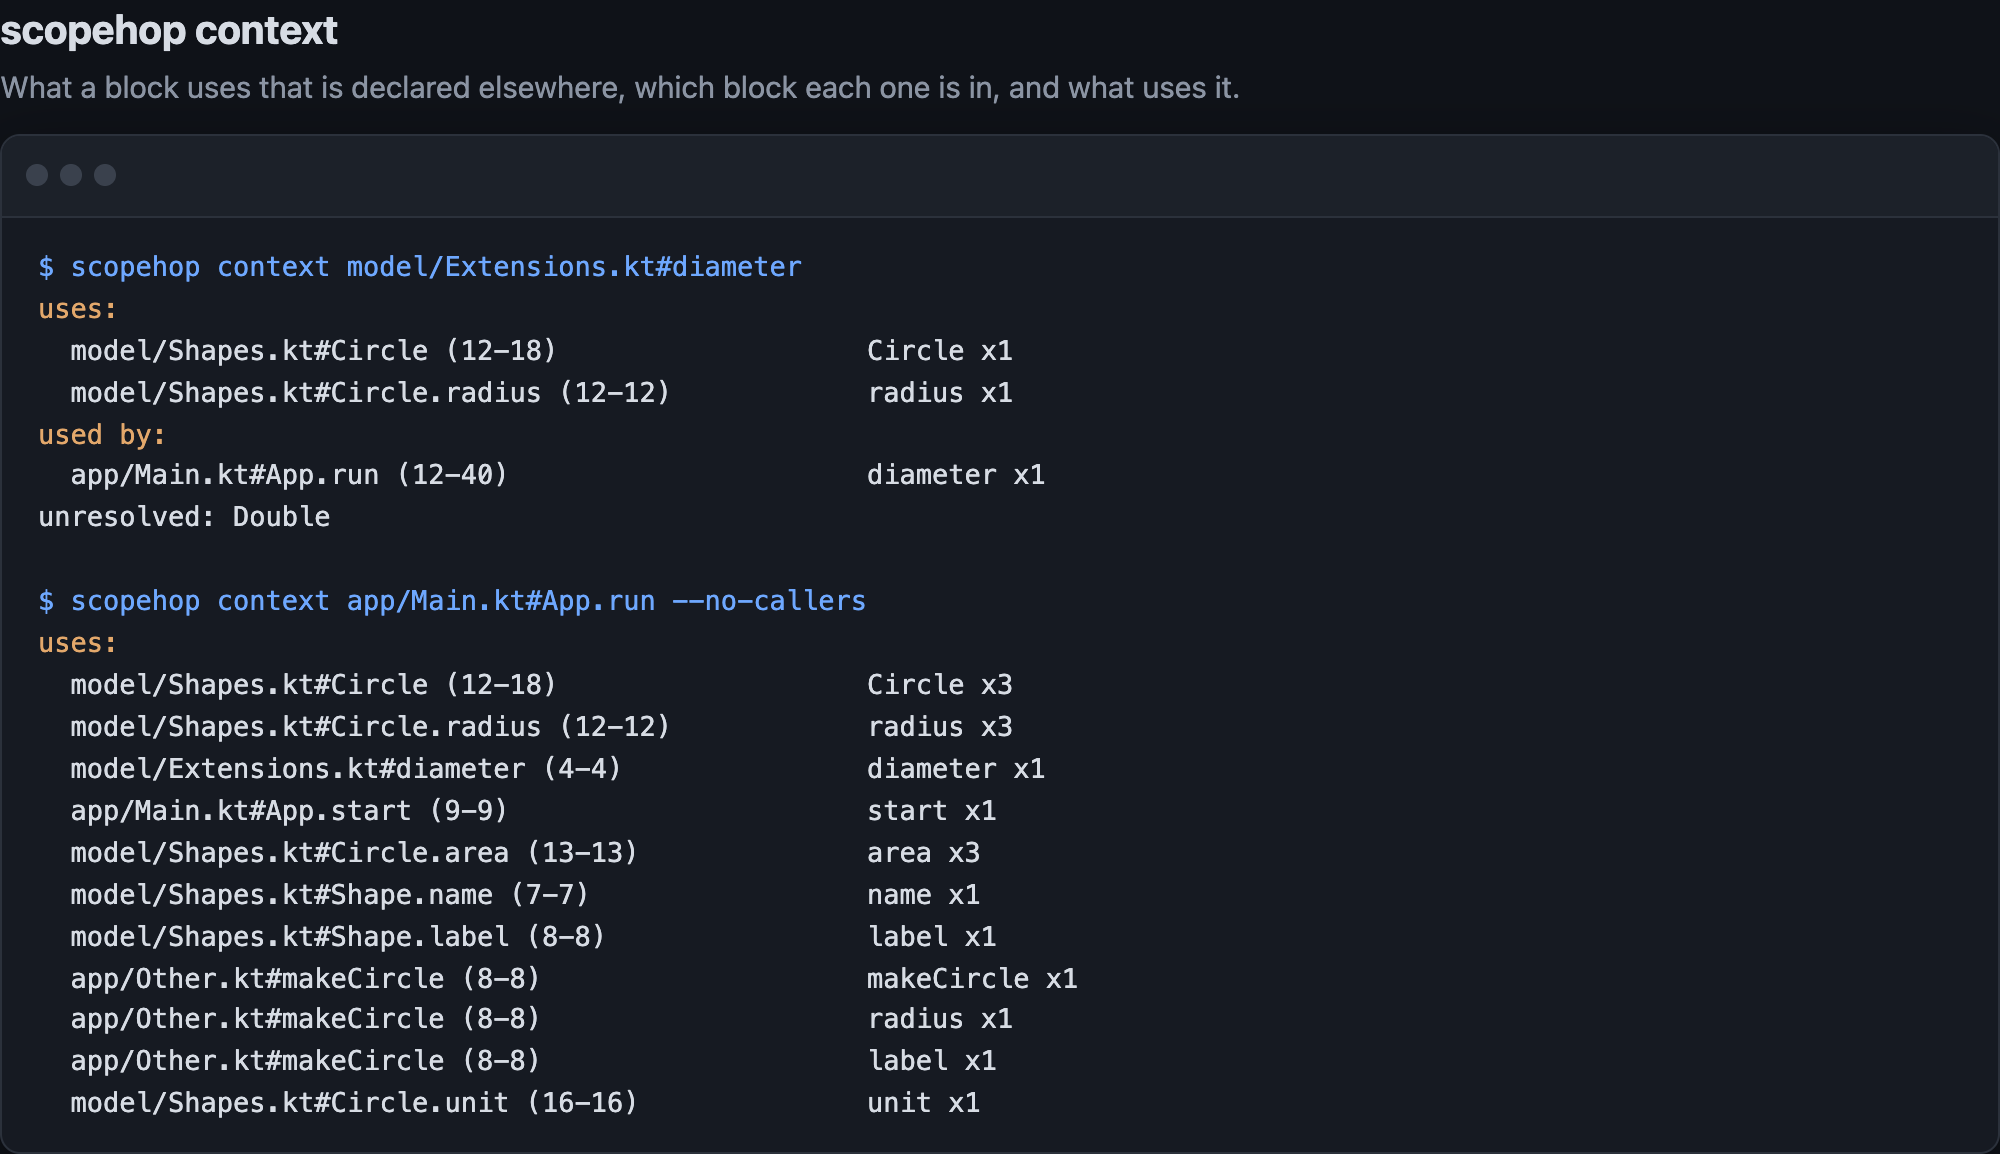 scopehop context
What a block uses that is declared elsewhere, which block each one is in, and what uses it.
$ scopehop context model/Extensions.kt#diameter
uses:
  model/Shapes.kt#Circle (12-18)                   Circle x1
  model/Shapes.kt#Circle.radius (12-12)            radius x1
used by:
  app/Main.kt#App.run (12-40)                      diameter x1
unresolved: Double
$ scopehop context app/Main.kt#App.run --no-callers
uses:
  model/Shapes.kt#Circle (12-18)                   Circle x3
  model/Shapes.kt#Circle.radius (12-12)            radius x3
  model/Extensions.kt#diameter (4-4)               diameter x1
  app/Main.kt#App.start (9-9)                      start x1
  model/Shapes.kt#Circle.area (13-13)              area x3
  model/Shapes.kt#Shape.name (7-7)                 name x1
  model/Shapes.kt#Shape.label (8-8)                label x1
  app/Other.kt#makeCircle (8-8)                    makeCircle x1
  app/Other.kt#makeCircle (8-8)                    radius x1
  app/Other.kt#makeCircle (8-8)                    label x1
  model/Shapes.kt#Circle.unit (16-16)              unit x1